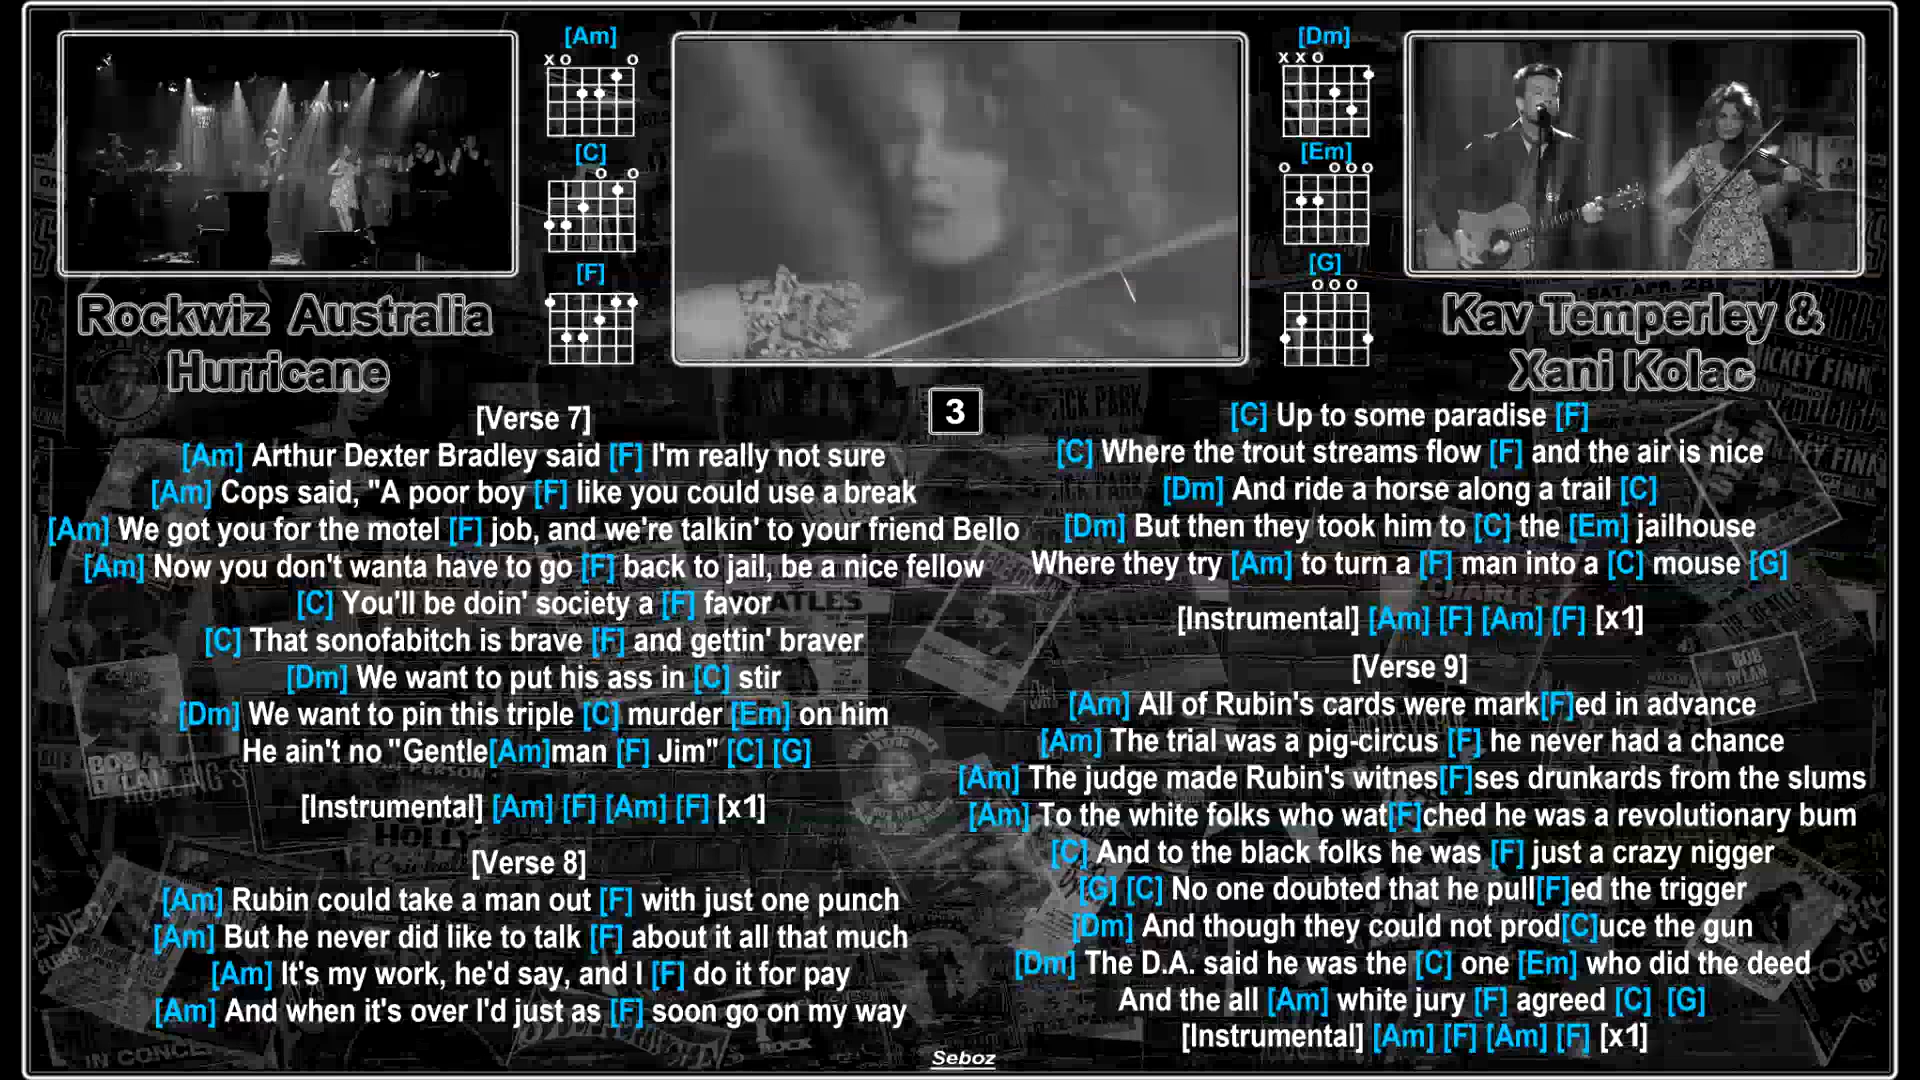 [Am]
[Dm]
[C]
[Em]
[F]
[G]
Rockwiz Australia
Hurricane
Kav Temperley &
Xani Kolac
3
[Verse 7]
[Am] Arthur Dexter Bradley said [F] I'm really not sure
[Am] Cops said, "A poor boy [F] like you could use a break
[Am] We got you for the motel [F] job, and we're talkin' to your friend Bello
[Am] Now you don't wanta have to go [F] back to jail, be a nice fellow
[C] You'll be doin' society a [F] favor
[C] That sonofabitch is brave [F] and gettin' braver
[Dm] We want to put his ass in [C] stir
[Dm] We want to pin this triple [C] murder [Em] on him
He ain't no "Gentle[Am]man [F] Jim" [C] [G]
[Instrumental] [Am] [F] [Am] [F] [x1]
[Verse 8]
[Am] Rubin could take a man out [F] with just one punch
[Am] But he never did like to talk [F] about it all that much
[Am] It's my work, he'd say, and I [F] do it for pay
[Am] And when it's over I'd just as [F] soon go on my way
[C] Up to some paradise [F]
[C] Where the trout streams flow [F] and the air is nice
[Dm] And ride a horse along a trail [C]
[Dm] But then they took him to [C] the [Em] jailhouse
Where they try [Am] to turn a [F] man into a [C] mouse [G]
[Instrumental] [Am] [F] [Am] [F] [x1]
[Verse 9]
[Am] All of Rubin's cards were mark[F]ed in advance
[Am] The trial was a pig-circus [F] he never had a chance
[Am] The judge made Rubin's witnes[F]ses drunkards from the slums
[Am] To the white folks who wat[F]ched he was a revolutionary bum
[C] And to the black folks he was [F] just a crazy nigger
[G] [C] No one doubted that he pull[F]ed the trigger
[Dm] And though they could not prod[C]uce the gun
[Dm] The D.A. said he was the [C] one [Em] who did the deed
And the all [Am] white jury [F] agreed [C] [G]
[Instrumental] [Am] [F] [Am] [F] [x1]
Seboz